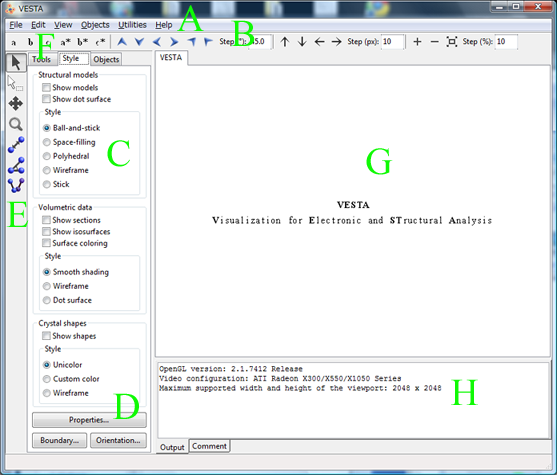 VESTA
File Edit View Objects Utilities Help
A
a b c a* b* c* Step (°): 45.0 Step (px): 10 Step (%): 10
B
F
Tools Style Objects VESTA
Structural models
Show models
Show dot surface
Style
Ball-and-stick
Space-filling
Polyhedral
Wireframe
Stick
C
E
Volumetric data
Show sections
Show isosurfaces
Surface coloring
Style
Smooth shading
Wireframe
Dot surface
Crystal shapes
Show shapes
Style
Unicolor
Custom color
Wireframe
D
Properties...
Boundary... Orientation...
G
VESTA
Visualization for Electronic and STructural Analysis
OpenGL version: 2.1.7412 Release
Video configuration: ATI Radeon X300/X550/X1050 Series
Maximum supported width and height of the viewport: 2048 x 2048
H
Output Comment